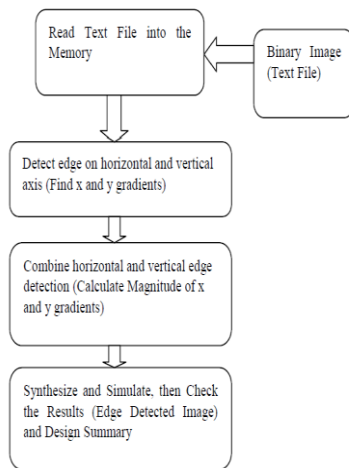 Read Text File into the
Memory
Binary Image
(Text File)
Detect edge on horizontal and vertical
axis (Find x and y gradients)
Combine horizontal and vertical edge
detection (Calculate Magnitude of x
and y gradients)
Synthesize and Simulate, then Check
the Results (Edge Detected Image)
and Design Summary